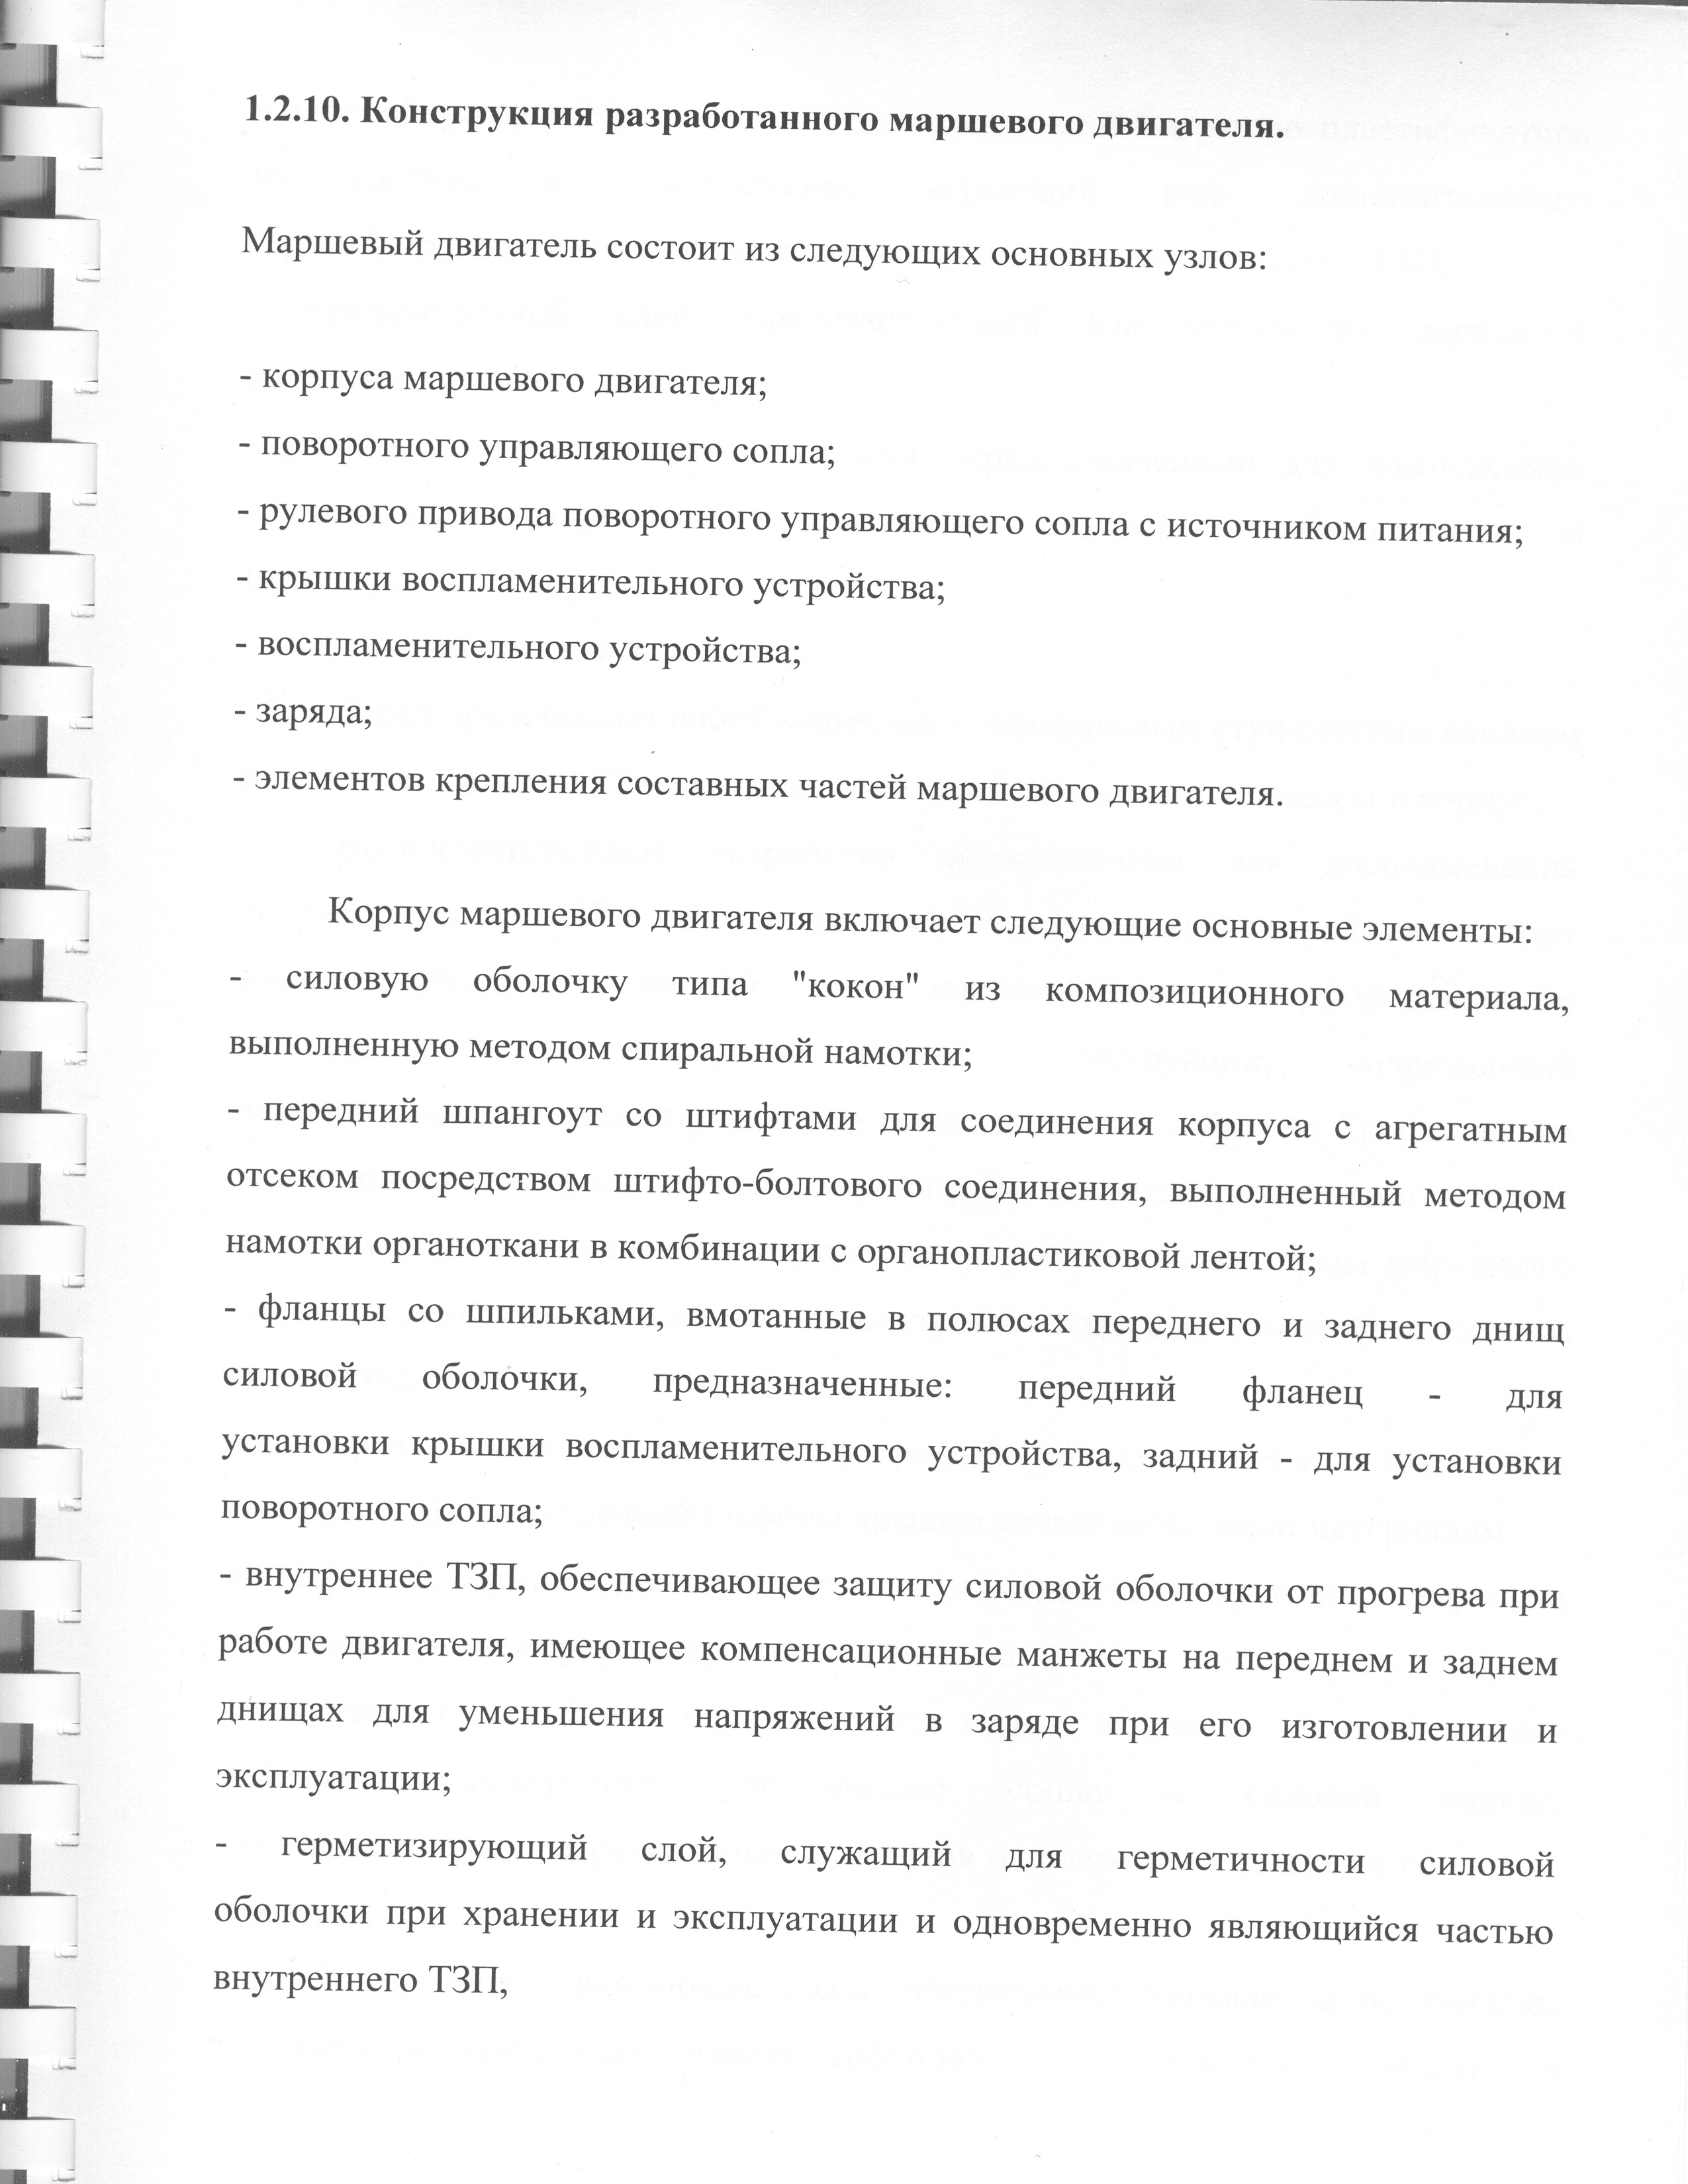 1.2.10. Конструкция разработанного маршевого двигателя.
Маршевый двигатель состоит из следующих основных узлов:
- корпуса маршевого двигателя;
- поворотного управляющего сопла;
- рулевого привода поворотного управляющего сопла с источником питания;
- крышки воспламенительного устройства;
- воспламенительного устройства;
- заряда;
- элементов крепления составных частей маршевого двигателя.
Корпус маршевого двигателя включает следующие основные элементы:
- силовую оболочку типа "кокон" из композиционного материала,
выполненную методом спиральной намотки;
- передний шпангоут со штифтами для соединения корпуса с агрегатным
отсеком посредством штифто-болтового соединения, выполненный методом
намотки органоткани в комбинации с органопластиковой лентой;
- фланцы со шпильками, вмотанные в полюсах переднего и заднего днищ
силовой оболочки, предназначенные: передний фланец - для
установки крышки воспламенительного устройства, задний - для установки
поворотного сопла;
- внутреннее ТЗП, обеспечивающее защиту силовой оболочки от прогрева при
работе двигателя, имеющее компенсационные манжеты на переднем и заднем
днищах для уменьшения напряжений в заряде при его изготовлении и
эксплуатации;
- герметизирующий слой, служащий для герметичности силовой
оболочки при хранении и эксплуатации и одновременно являющийся частью
внутреннего ТЗП,